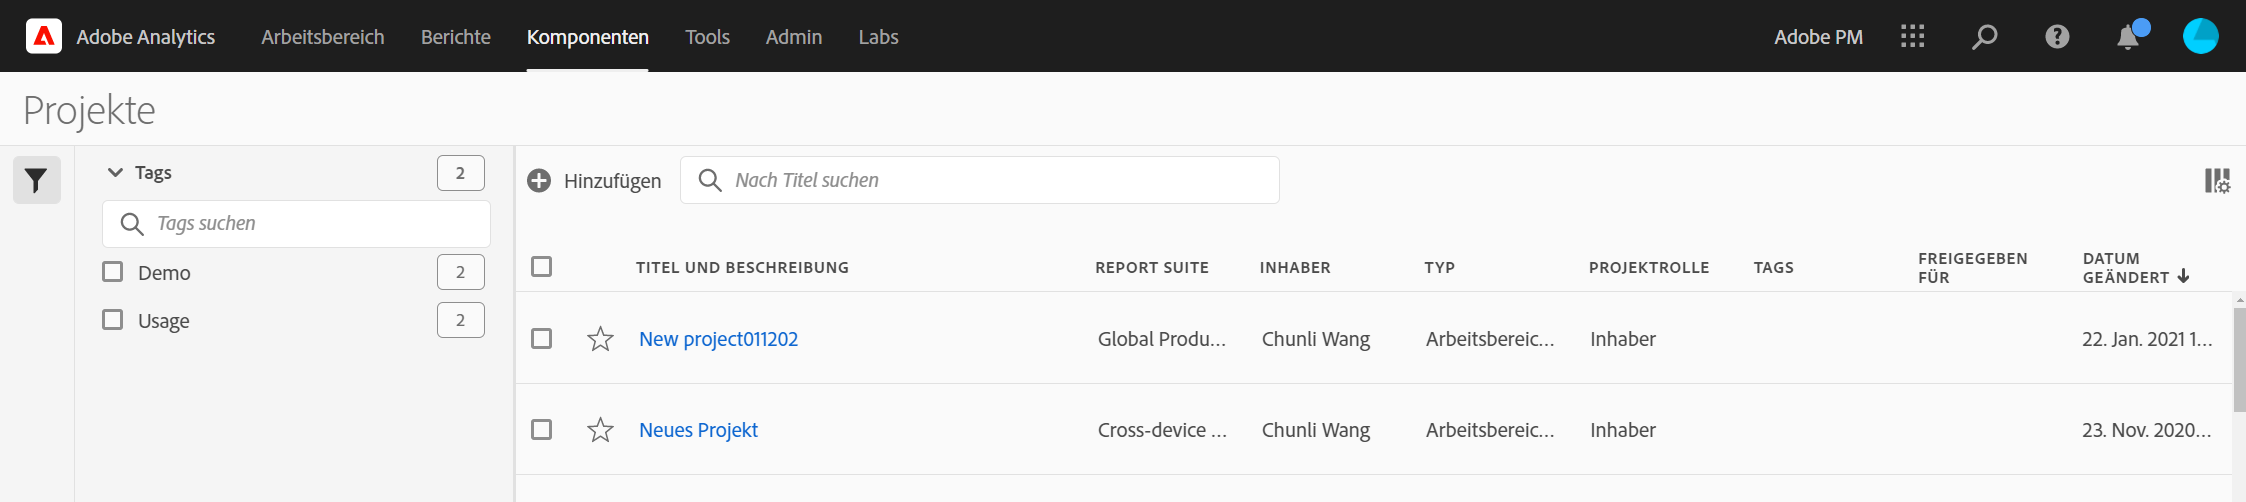 Adobe Analytics Arbeitsbereich Berichte Komponenten Tools Admin Labs Adobe PM
Projekte
Tags 2
Tags suchen
Demo 2
Usage 2
Hinzufügen Nach Titel suchen
TITEL UND BESCHREIBUNG REPORT SUITE INHABER TYP PROJEKTROLLE TAGS FREIGEGEBEN FÜR DATUM GEÄNDERT
New project011202 Global Produ... Chunli Wang Arbeitsbereic... Inhaber 22. Jan. 2021 1...
Neues Projekt Cross-device ... Chunli Wang Arbeitsbereic... Inhaber 23. Nov. 2020...